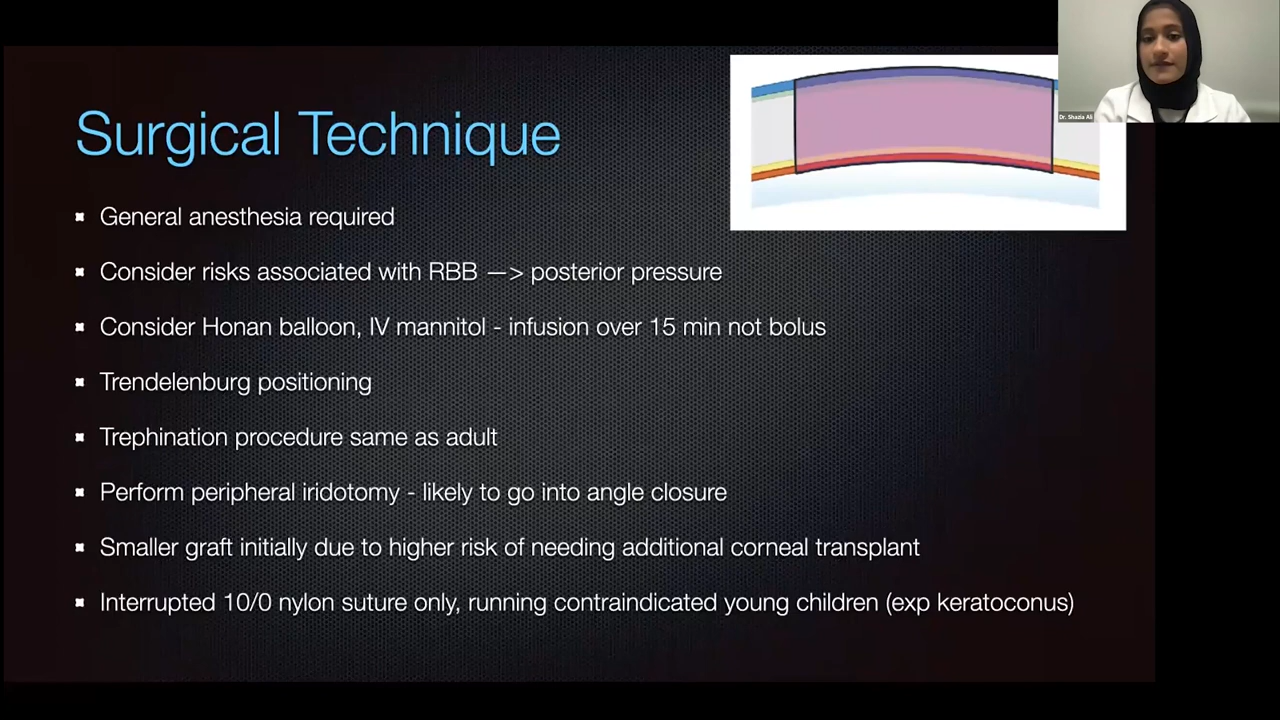 Surgical Technique
General anesthesia required
Consider risks associated with RBB —> posterior pressure
Consider Honan balloon, IV mannitol - infusion over 15 min not bolus
Trendelenburg positioning
Trephination procedure same as adult
Perform peripheral iridotomy - likely to go into angle closure
Smaller graft initially due to higher risk of needing additional corneal transplant
Interrupted 10/0 nylon suture only, running contraindicated young children (exp keratoconus)
Dr. Shazia Ali